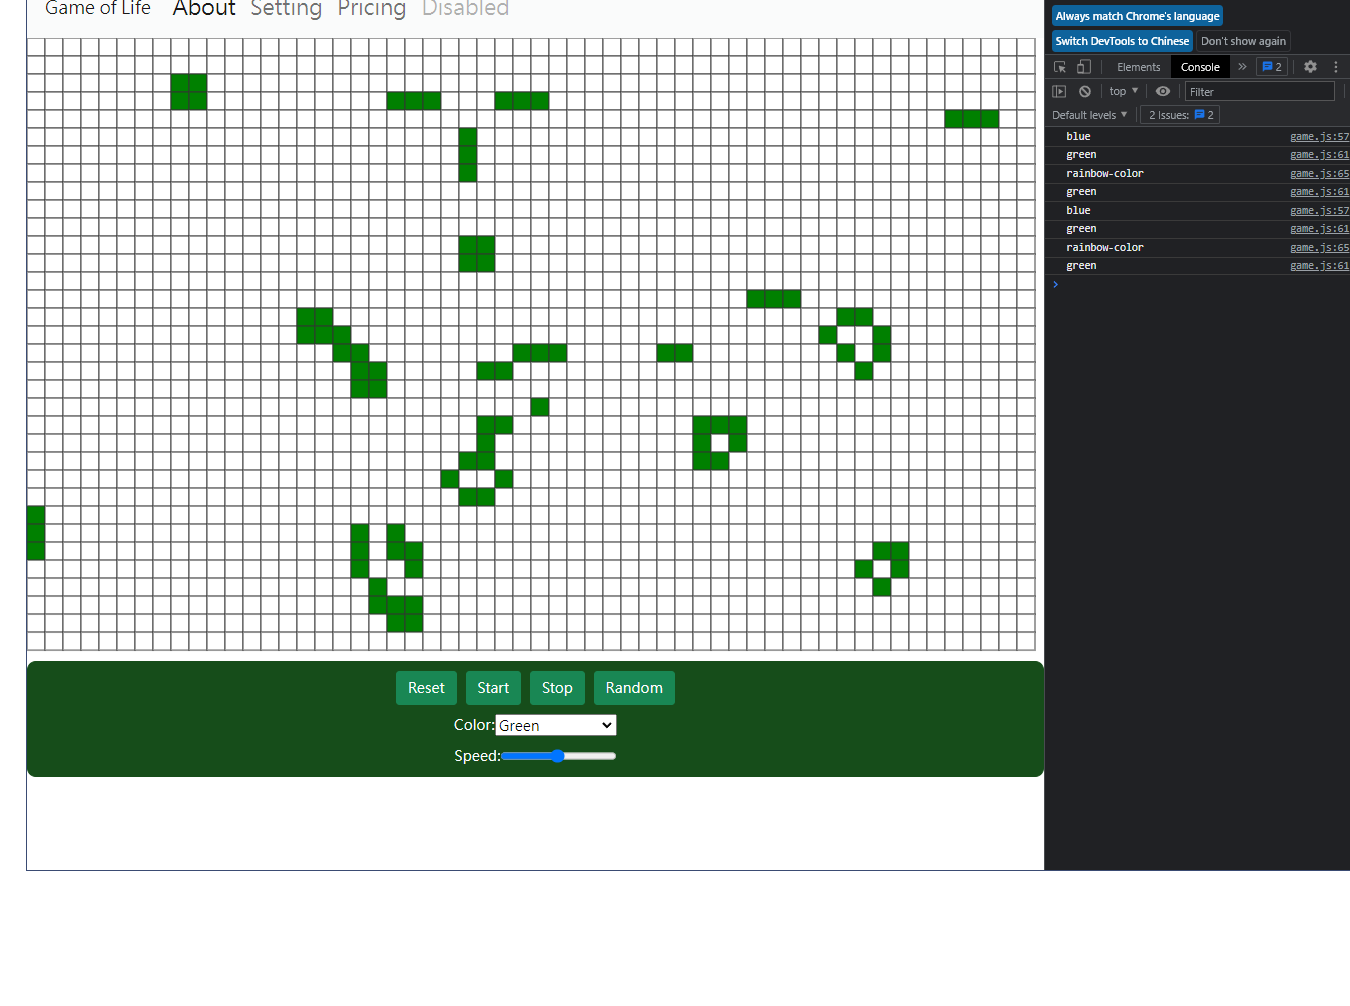 Game of Life About Setting Pricing Disabled
Always match Chrome's language
Switch DevTools to Chinese Don't show again
Elements Console » 2
top ▼ Filter
Default levels ▼ 2 Issues: 2
blue game.js:57
green game.js:61
rainbow-color game.js:65
green game.js:61
blue game.js:57
green game.js:61
rainbow-color game.js:65
green game.js:61
Reset Start Stop Random
Color: Green
Speed: